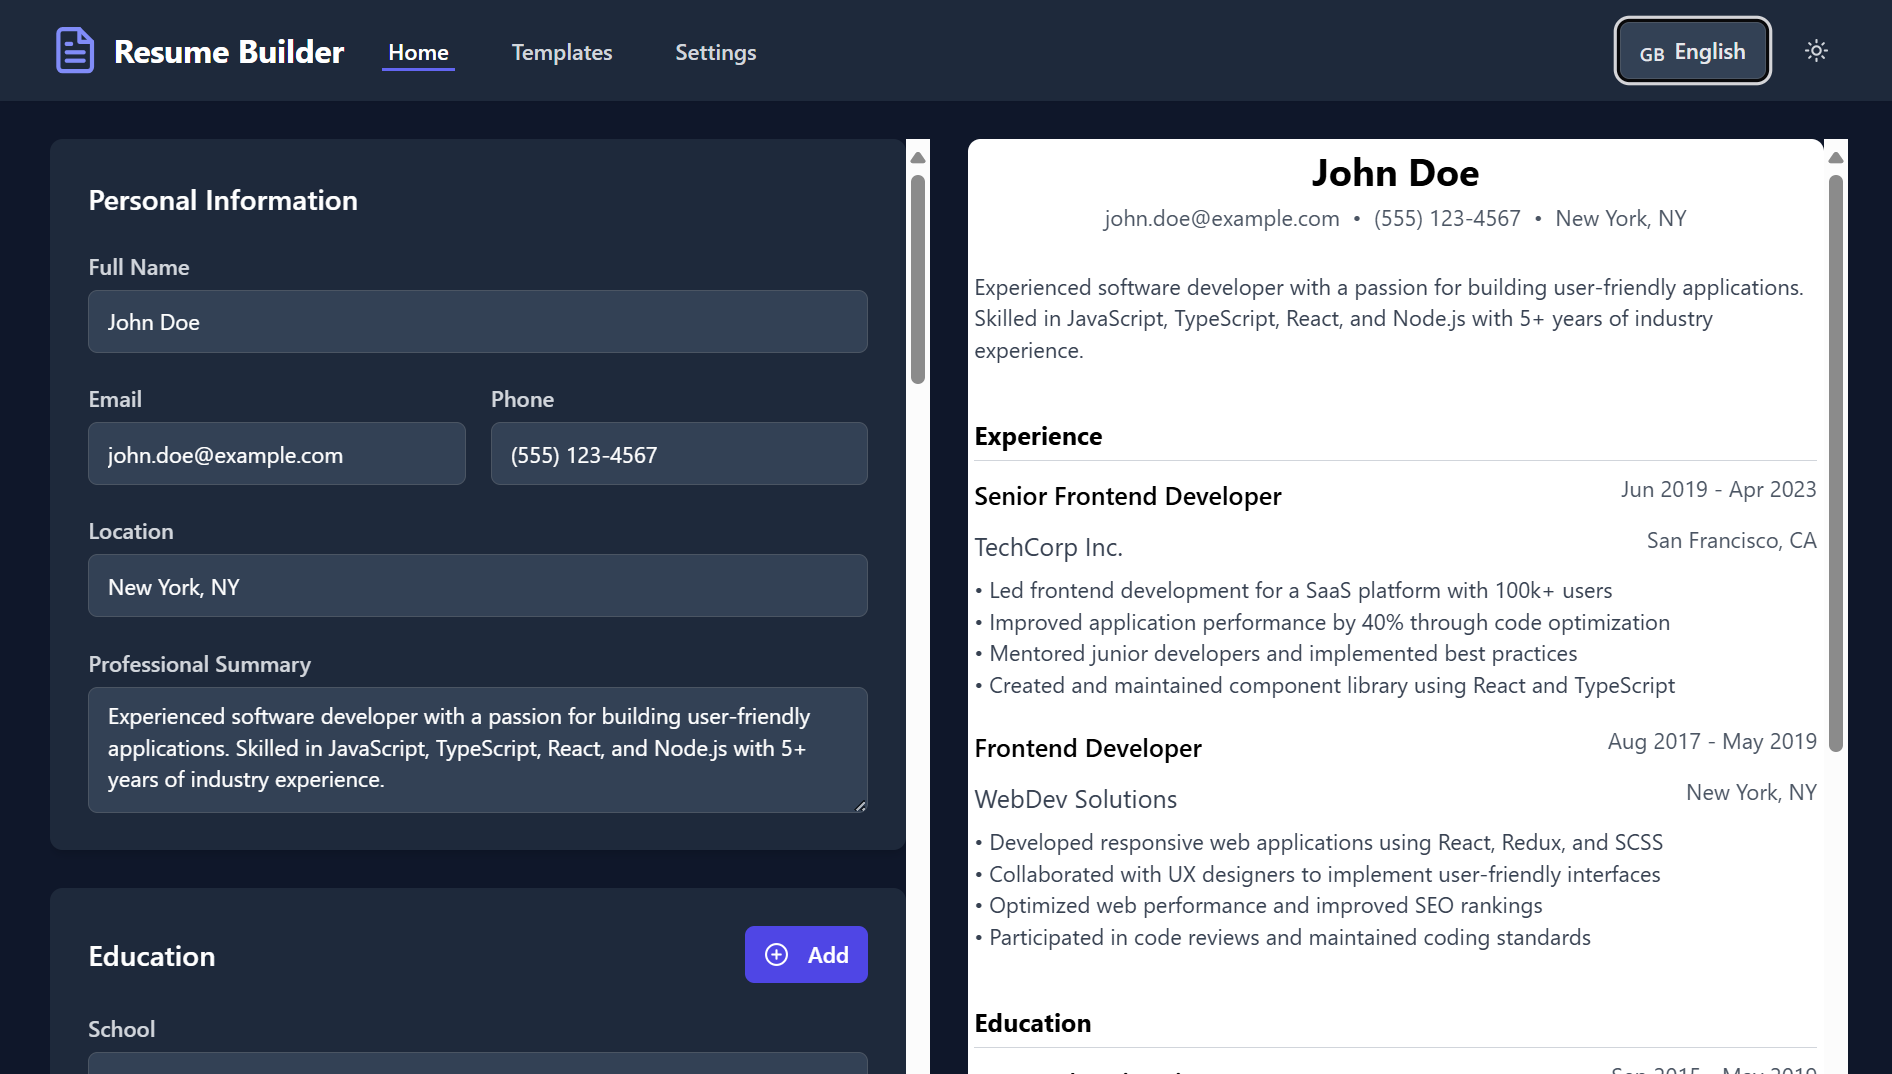 Resume Builder
Home
Templates
Settings
GB English
Personal Information
Full Name
John Doe
Email
Phone
john.doe@example.com
(555) 123-4567
Location
New York, NY
Professional Summary
Experienced software developer with a passion for building user-friendly
applications. Skilled in JavaScript, TypeScript, React, and Node.js with 5+
years of industry experience.
Education
Add
School
John Doe
john.doe@example.com • (555) 123-4567 • New York, NY
Experienced software developer with a passion for building user-friendly applications.
Skilled in JavaScript, TypeScript, React, and Node.js with 5+ years of industry
experience.
Experience
Senior Frontend Developer
Jun 2019 - Apr 2023
TechCorp Inc.
San Francisco, CA
• Led frontend development for a SaaS platform with 100k+ users
• Improved application performance by 40% through code optimization
• Mentored junior developers and implemented best practices
• Created and maintained component library using React and TypeScript
Frontend Developer
Aug 2017 - May 2019
WebDev Solutions
New York, NY
• Developed responsive web applications using React, Redux, and SCSS
• Collaborated with UX designers to implement user-friendly interfaces
• Optimized web performance and improved SEO rankings
• Participated in code reviews and maintained coding standards
Education
Sep 2015 - May 2019